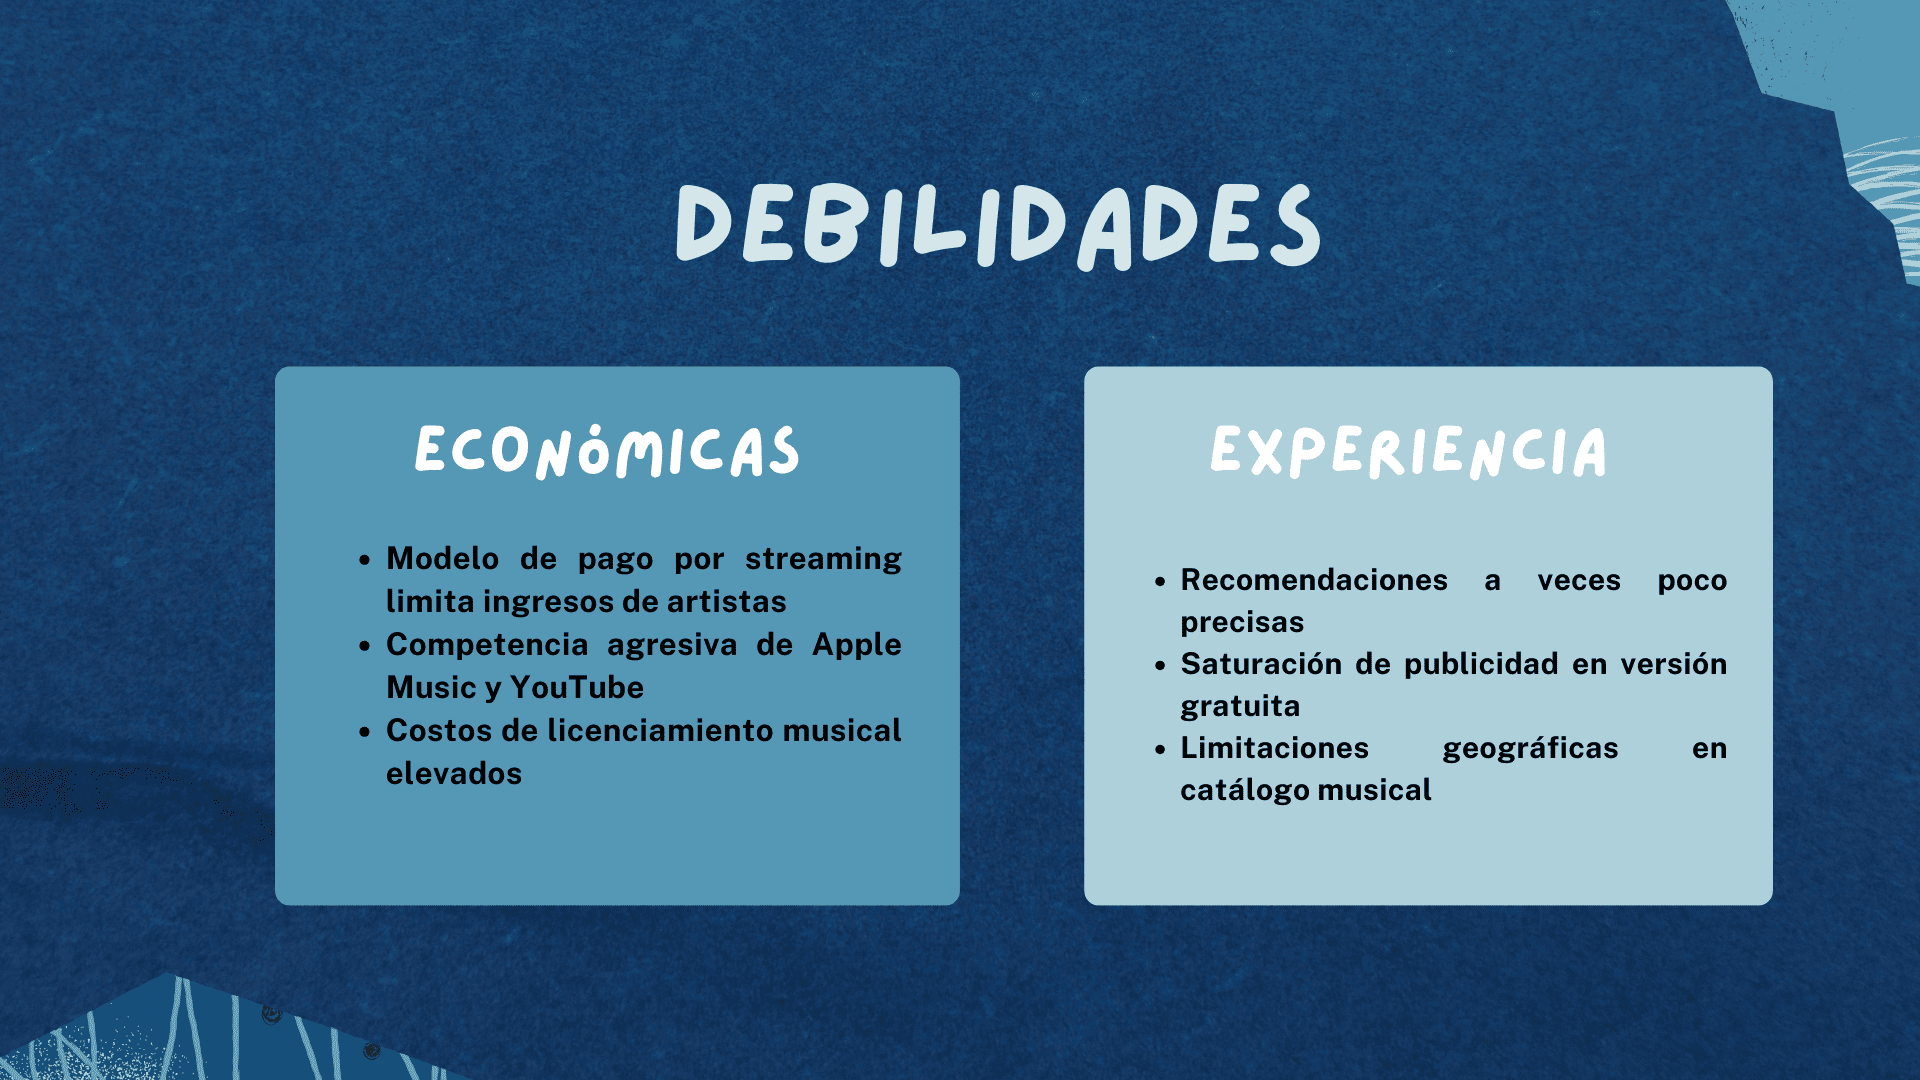 DEBILIDADES
ECONÓMICAS
• Modelo de pago por streaming
limita ingresos de artistas
• Competencia agresiva de Apple
Music y YouTube
• Costos de licenciamiento musical
elevados
EXPERIENCIA
• Recomendaciones a veces poco
precisas
• Saturación de publicidad en versión
gratuita
• Limitaciones geográficas en
catálogo musical